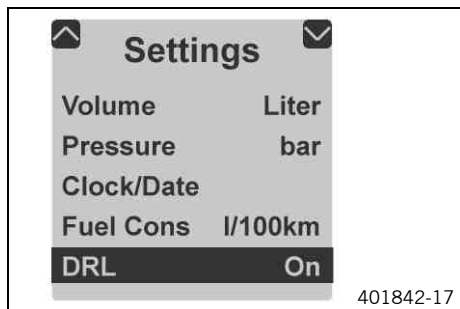 Settings
Volume Liter
Pressure bar
Clock/Date
Fuel Cons l/100km
DRL On
401842-17